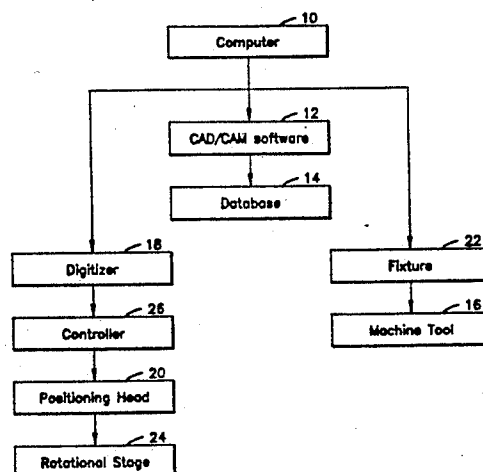 10
Computer
12
CAD/CAM software
14
Database
18
Digitizer
22
Fixture
26
Controller
16
Machine Tool
20
Positioning Head
24
Rotational Stage